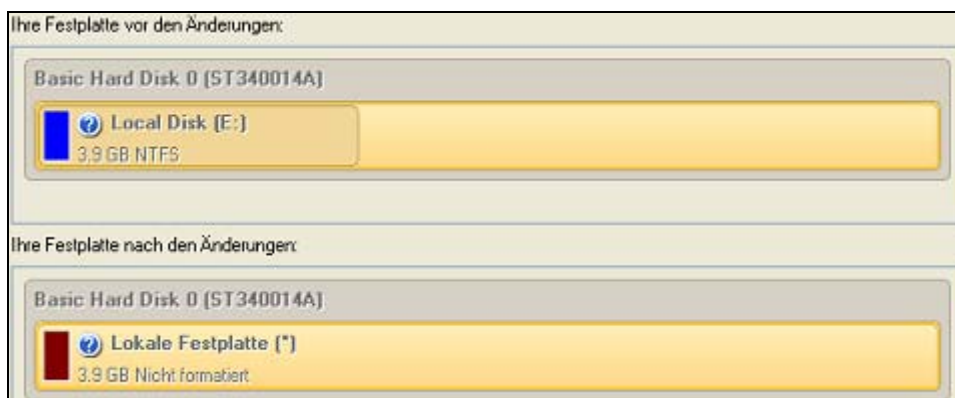 Ihre Festplatte vor den Änderungen:
Basic Hard Disk 0 (ST340014A)
Local Disk (E:)
3,9 GB NTFS
Ihre Festplatte nach den Änderungen:
Basic Hard Disk 0 (ST340014A)
Lokale Festplatte (*)
3,9 GB Nicht formatiert